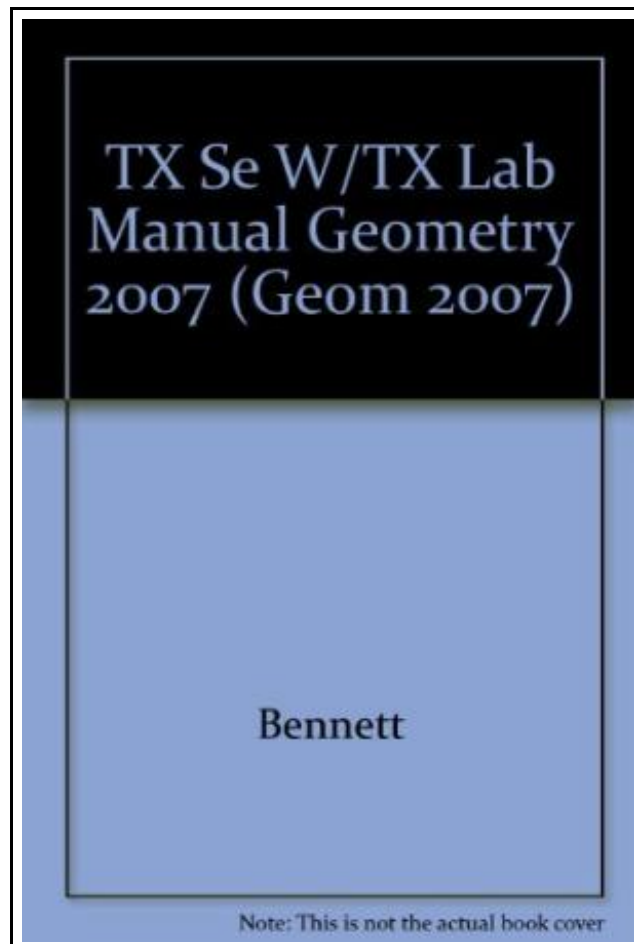 TX Se W/TX Lab
Manual Geometry
2007 (Geom 2007)
Bennett
Note: This is not the actual book cover